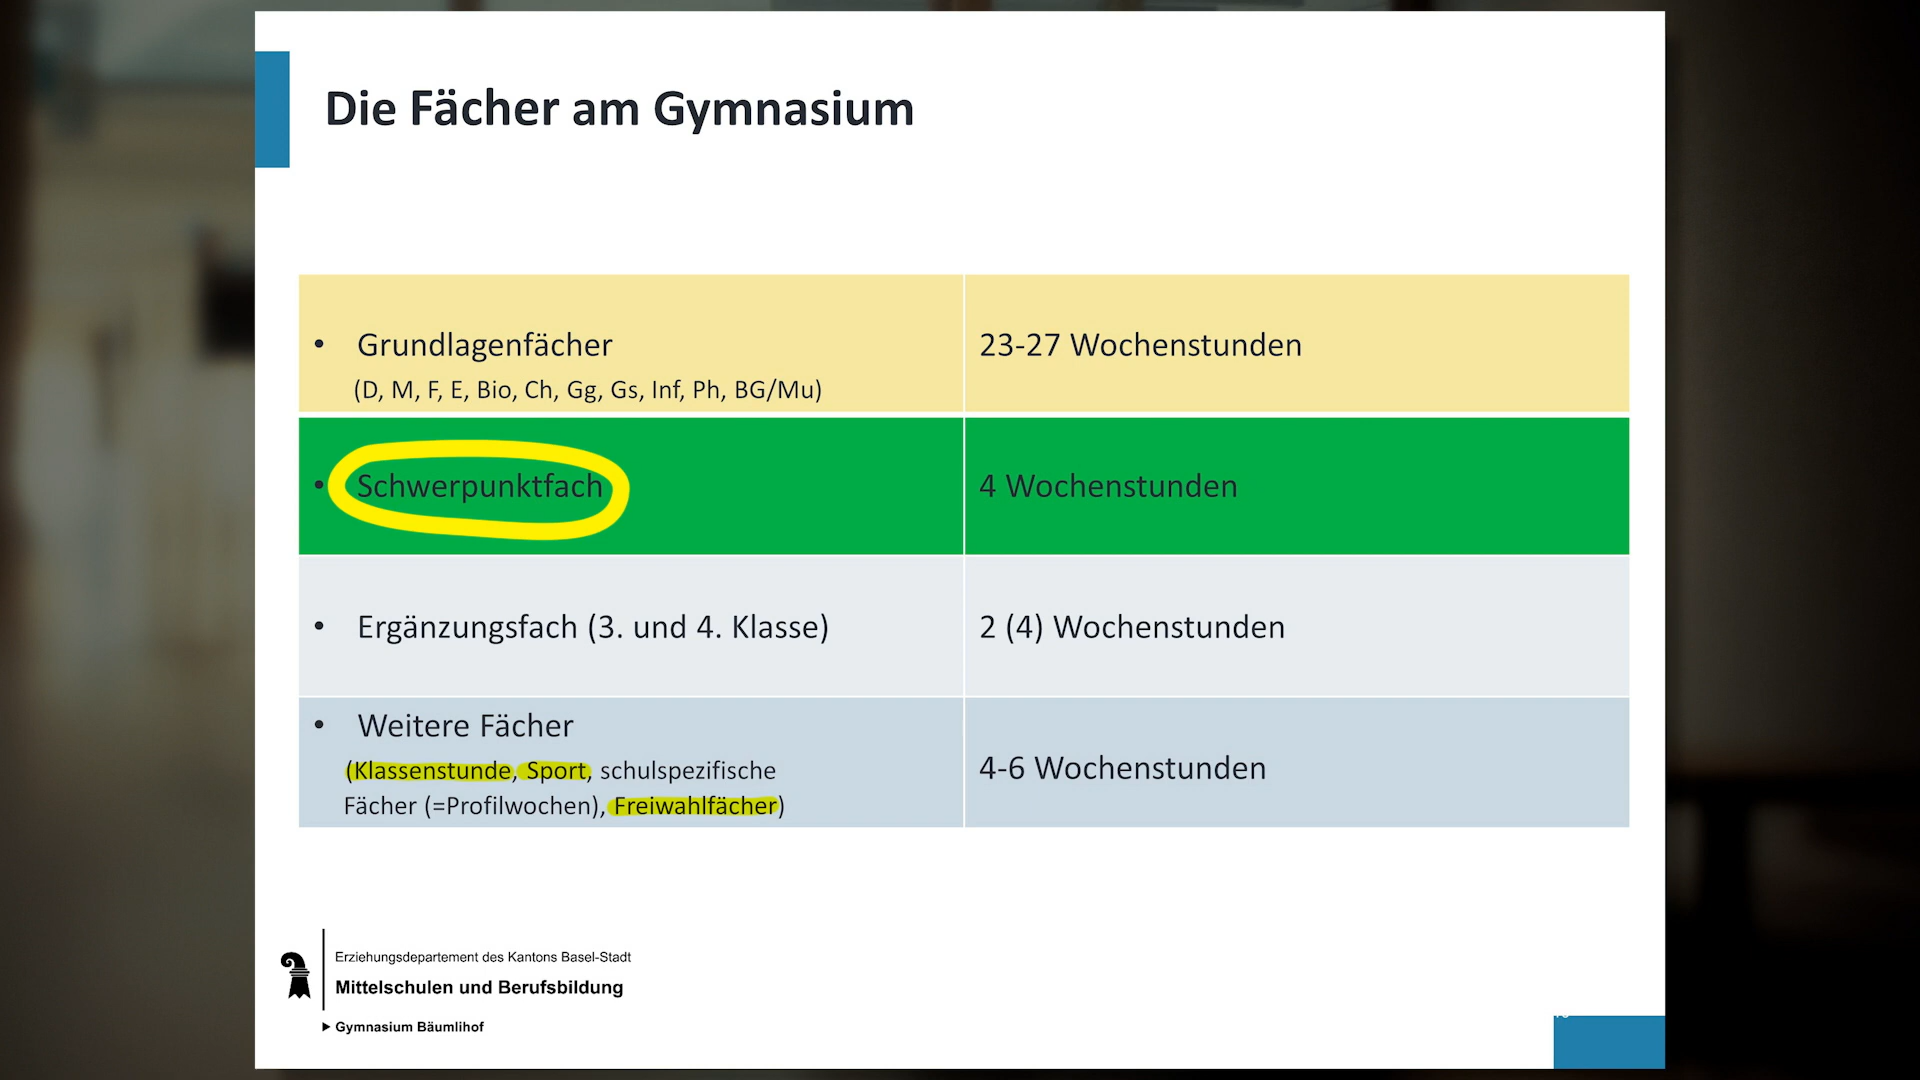 Die Fächer am Gymnasium
• Grundlagenfächer
(D, M, F, E, Bio, Ch, Gg, Gs, Inf, Ph, BG/Mu)
23-27 Wochenstunden
• Schwerpunktfach
4 Wochenstunden
• Ergänzungsfach (3. und 4. Klasse)
2 (4) Wochenstunden
• Weitere Fächer
(Klassenstunde, Sport, schulspezifische
Fächer (=Profilwochen), Freiwahlfächer)
4-6 Wochenstunden
Erziehungsdepartement des Kantons Basel-Stadt
Mittelschulen und Berufsbildung
Gymnasium Bäumlihof